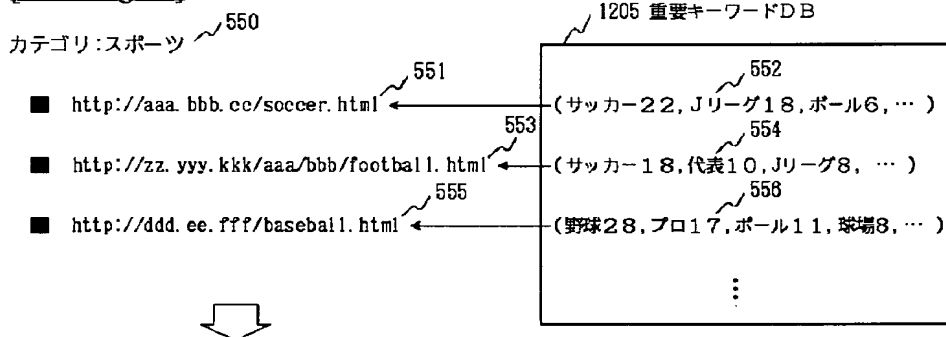 1205 重要キーワードDB
550
カテゴリ:スポーツ
551
552
■ http://aaa.bbb.cc/soccer.html
(サッカー22,Jリーグ18,ボール6,… )
553
554
■ http://zz.yyy.kkk/aaa/bbb/football.html
(サッカー18,代表10,Jリーグ8, … )
555
556
■ http://ddd.ee.fff/baseball.html
(野球28,プロ17,ボール11,球場8,… )
⋮